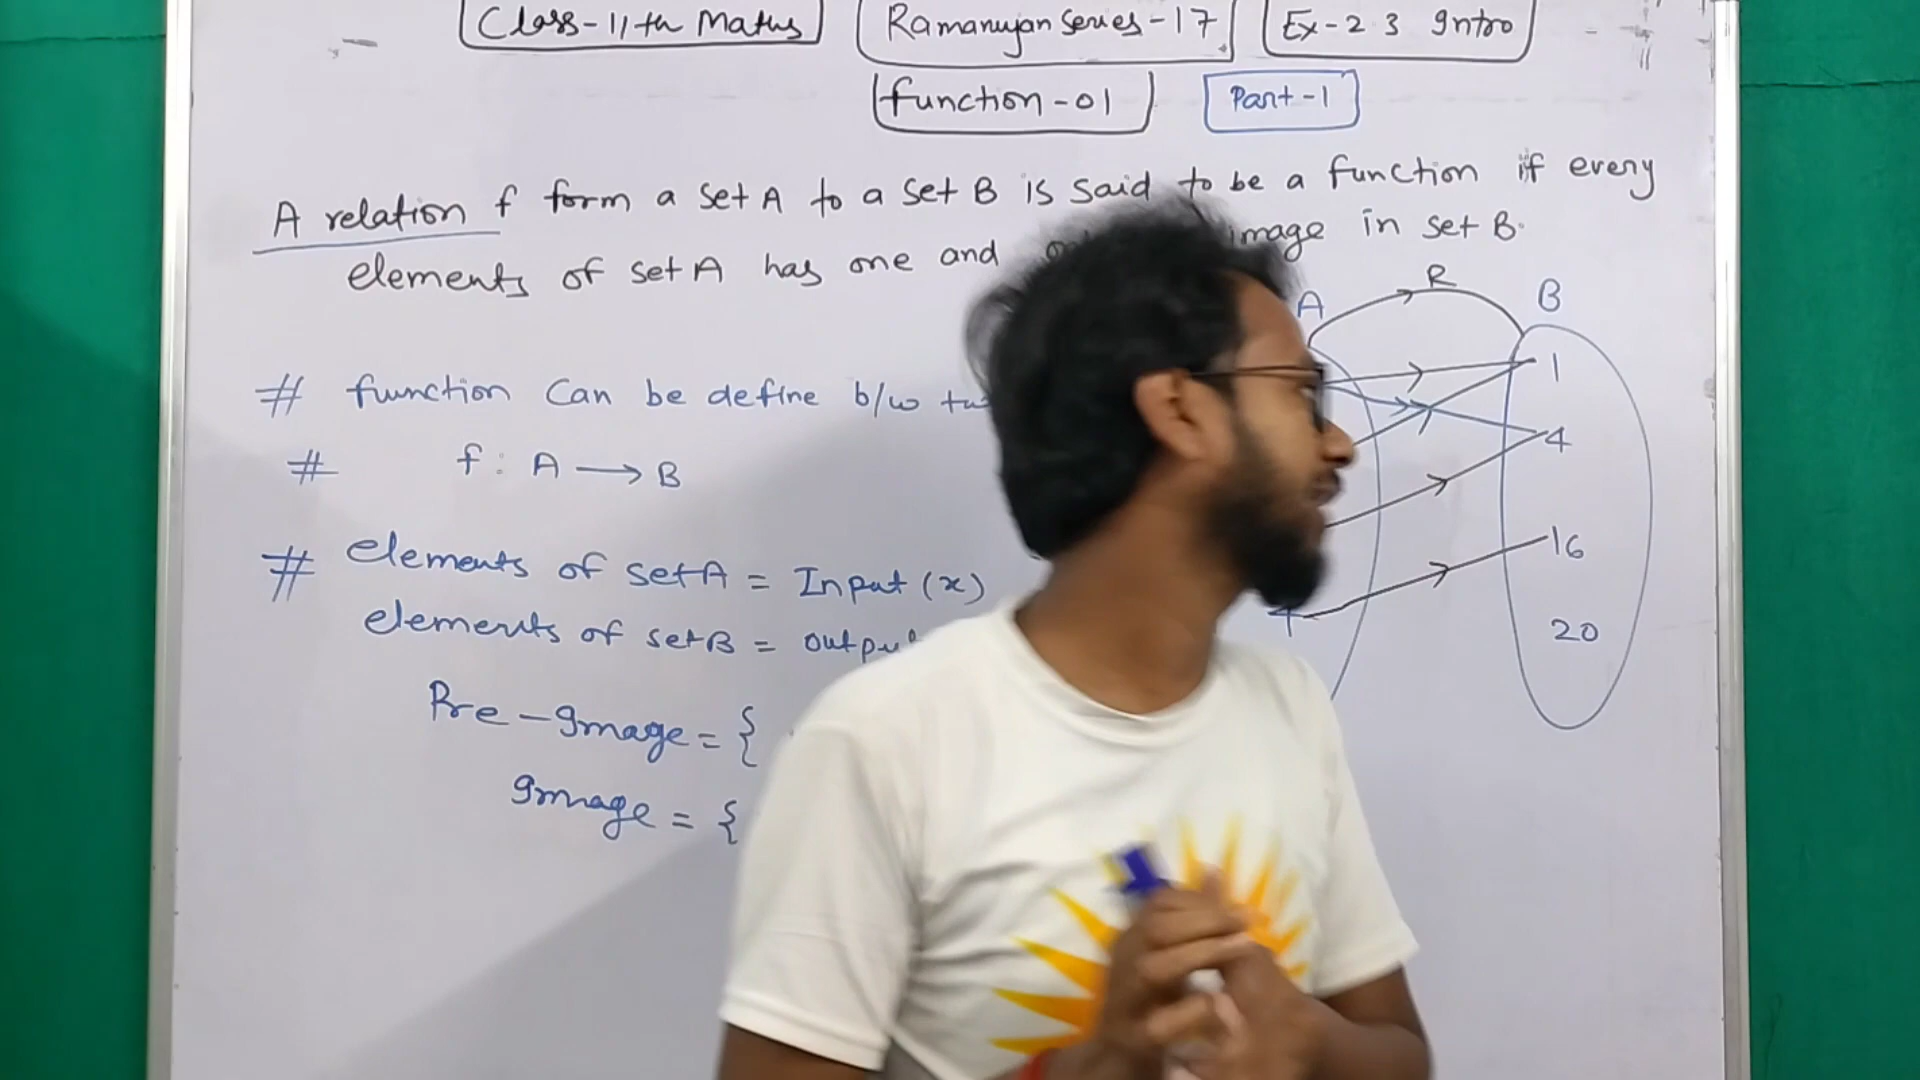 Class-11th Maths
Ramanujan Series-17
Ex-2.3 Intro
function-01
Part-1
A relation f form a set A to a set B is said to be a function if every
elements of set A has one and image in set B.
A
R
B
1
# function Can be define b/w
4
# f : A → B
16
# elements of set A = Input (x)
4
elements of set B =
20
Pre-Image = {
Image = {